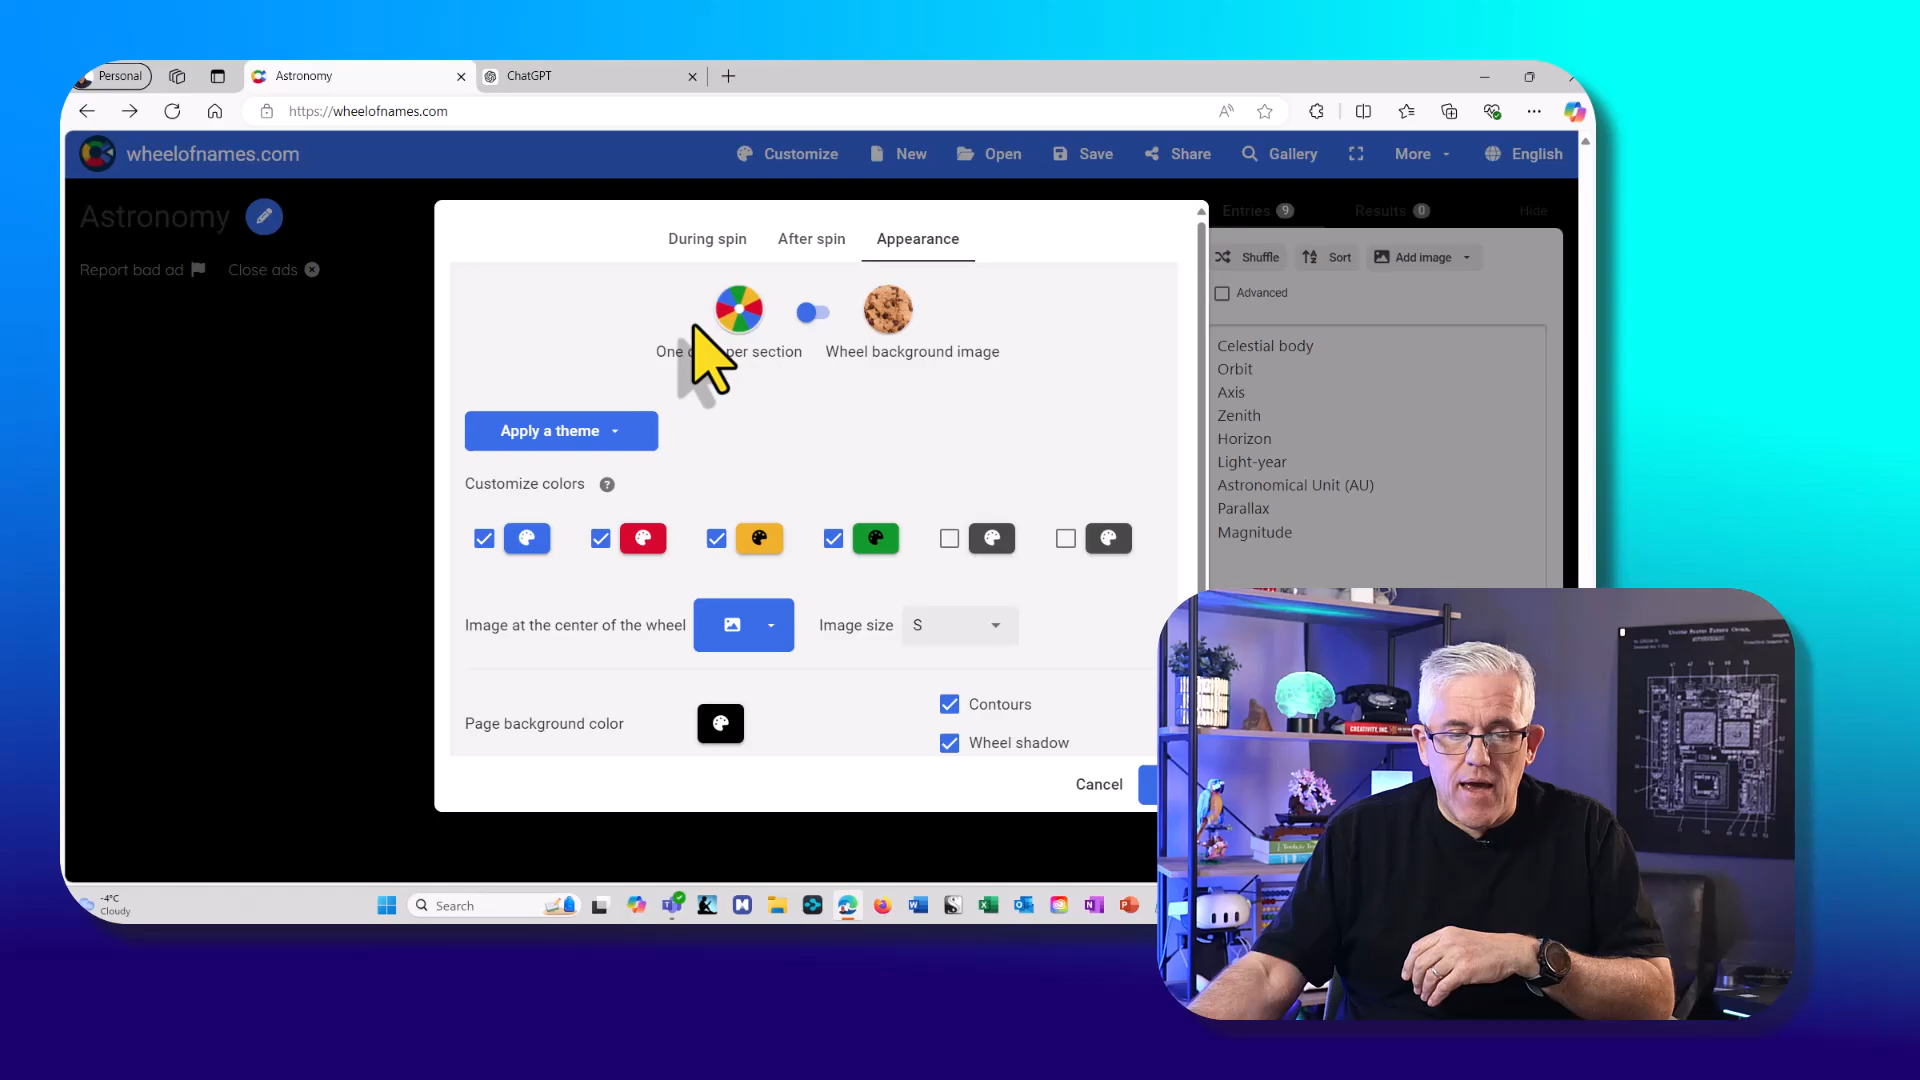 Personal
Astronomy
ChatGPT
https://wheelofnames.com
wheelofnames.com
Customize
New
Open
Save
Share
Gallery
More
English
Astronomy
Report bad ad
Close ads
During spin
After spin
Appearance
Entries 9
Results 0
Hide
Shuffle
Sort
Add image
Advanced
One per section
Wheel background image
Apply a theme
Customize colors
Image at the center of the wheel
Image size
S
Page background color
Contours
Wheel shadow
Cancel
Celestial body
Orbit
Axis
Zenith
Horizon
Light-year
Astronomical Unit (AU)
Parallax
Magnitude
-4°C
Cloudy
Search
CREATIVITY, INC.